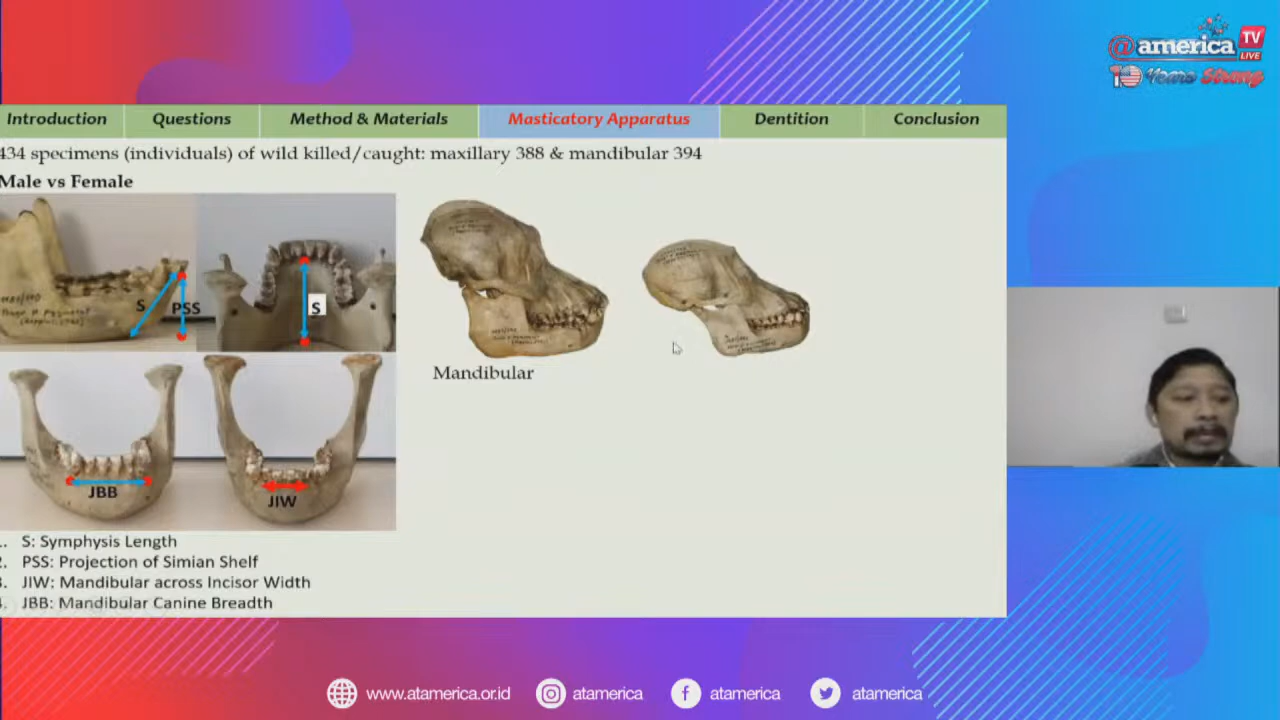 @america TV LIVE
10 Years Strong
Introduction Questions Method & Materials Masticatory Apparatus Dentition Conclusion
434 specimens (individuals) of wild killed/caught: maxillary 388 & mandibular 394
Male vs Female
S PSS S
Mandibular
JBB JIW
S: Symphysis Length
PSS: Projection of Simian Shelf
JIW: Mandibular across Incisor Width
JBB: Mandibular Canine Breadth
www.atamerica.or.id atamerica atamerica atamerica